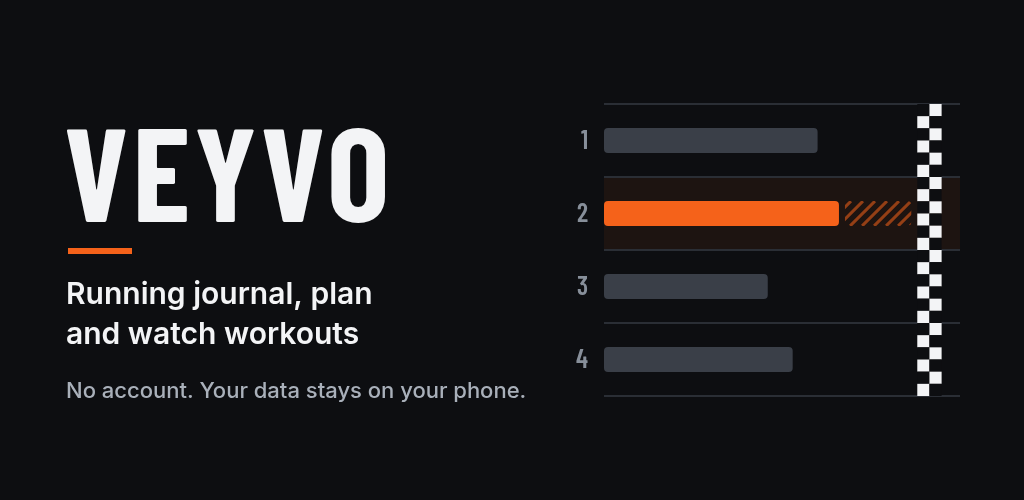 VEYVO
Running journal, plan
and watch workouts
No account. Your data stays on your phone.
1
2
3
4